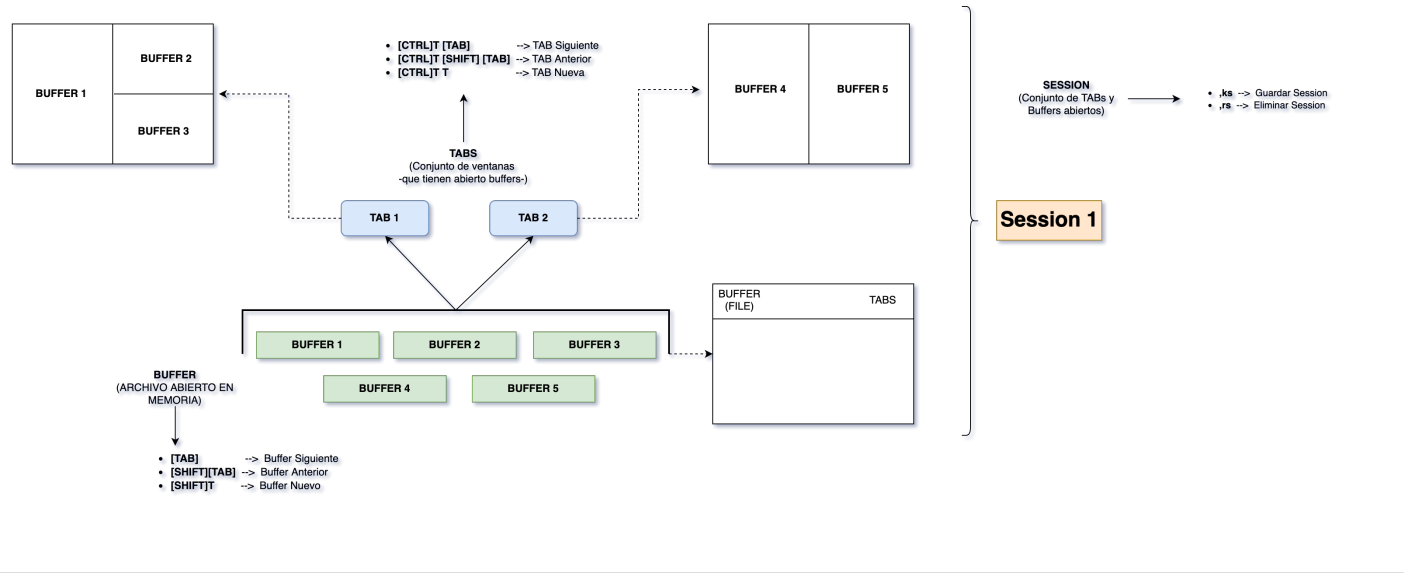 BUFFER 1
BUFFER 2
BUFFER 3
[CTRL]T [TAB] --> TAB Siguiente
[CTRL]T [SHIFT] [TAB] --> TAB Anterior
[CTRL]T T --> TAB Nueva
TABS
(Conjunto de ventanas
-que tienen abierto buffers-)
BUFFER 4
BUFFER 5
SESSION
(Conjunto de TABs y
Buffers abiertos)
,ks --> Guardar Session
,rs --> Eliminar Session
TAB 1
TAB 2
Session 1
BUFFER
(FILE)
TABS
BUFFER 1
BUFFER 2
BUFFER 3
BUFFER 4
BUFFER 5
BUFFER
(ARCHIVO ABIERTO EN
MEMORIA)
[TAB] --> Buffer Siguiente
[SHIFT][TAB] --> Buffer Anterior
[SHIFT]T --> Buffer Nuevo